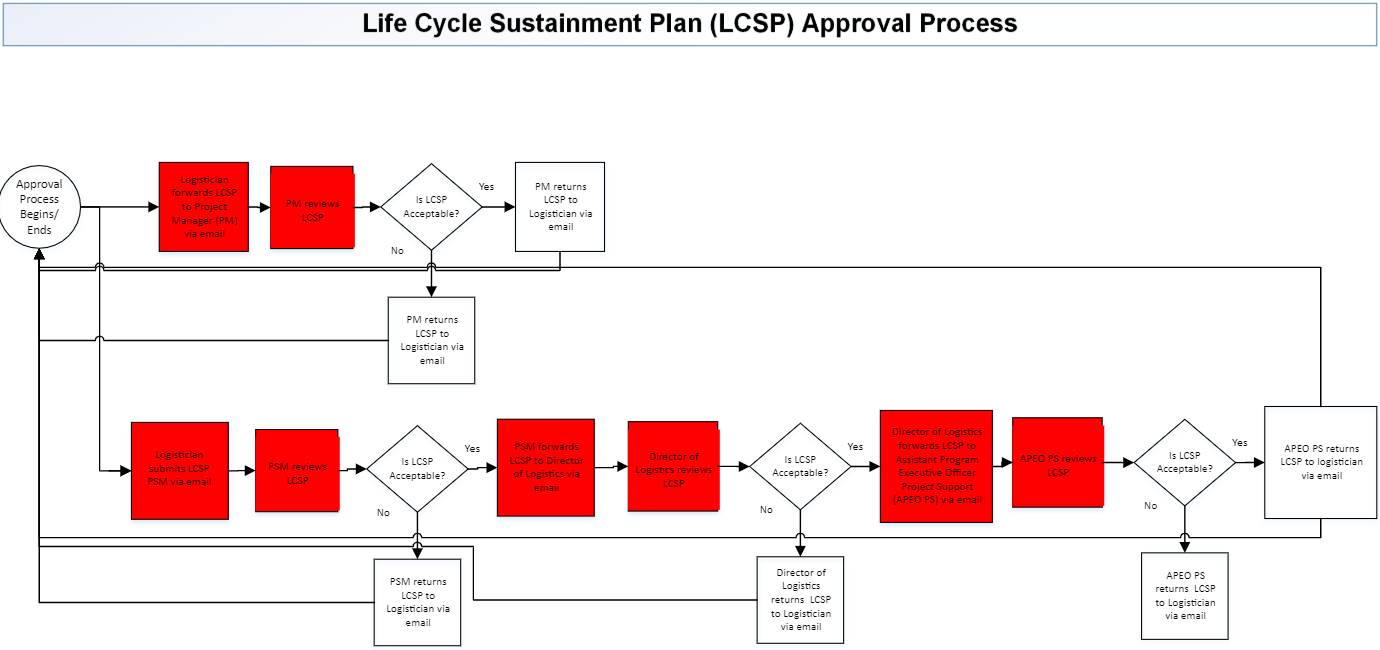 Life Cycle Sustainment Plan (LCSP) Approval Process
Approval
Process
Begins/
Ends
Logistician
forwards LCSP
to Project
Manager (PM)
via email
PM reviews
LCSP
Is LCSP
Acceptable?
Yes
No
PM returns
LCSP to
Logistician via
email
PM returns
LCSP to
Logistician via
email
Logistician
submits LCSP
PSM via email
PSM reviews
LCSP
Is LCSP
Acceptable?
Yes
No
PSM forwards
LCSP to Director
of Logistics via
email
Director of
Logistics reviews
LCSP
Is LCSP
Acceptable?
Yes
No
Director of Logistics
forwards LCSP to
Assistant Program
Executive Officer
Project Support
(APEO PS) via email
APEO PS reviews
LCSP
Is LCSP
Acceptable?
Yes
No
APEO PS returns
LCSP to logistician
via email
PSM returns
LCSP to
Logistician via
email
Director of
Logistics
returns LCSP
to Logistician
via email
APEO PS
returns LCSP
to Logistician
via email